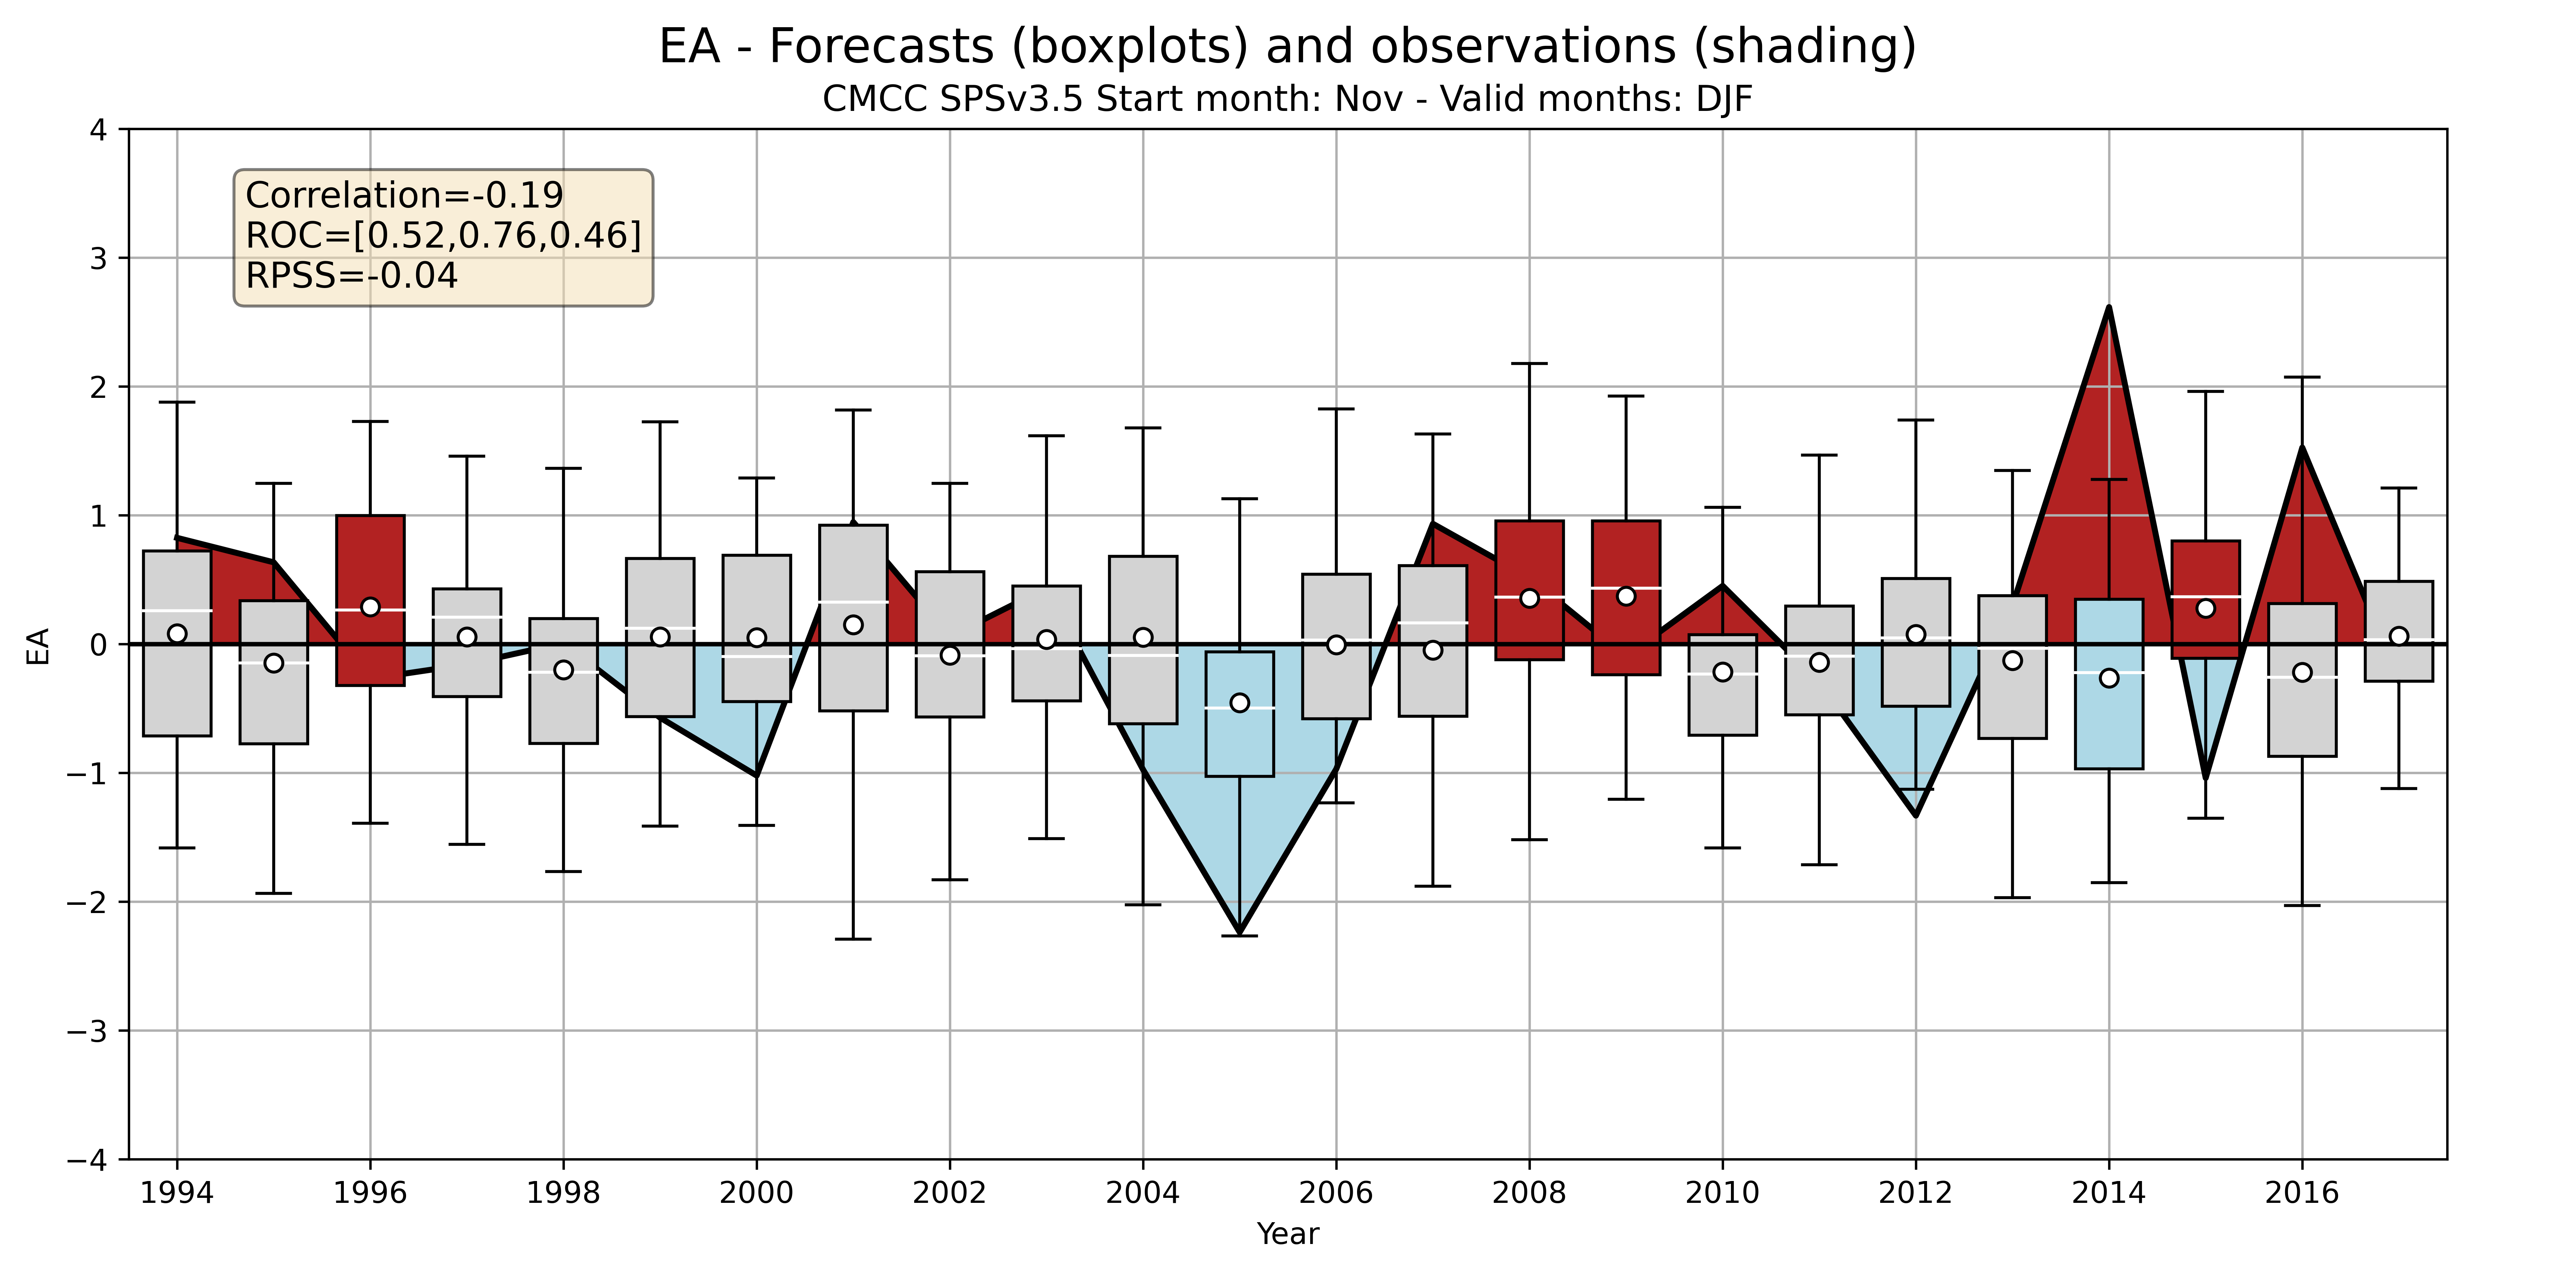 EA - Forecasts (boxplots) and observations (shading)
CMCC SPSv3.5 Start month: Nov - Valid months: DJF
Correlation=-0.19
ROC=[0.52,0.76,0.46]
RPSS=-0.04
4
3
2
1
0
−1
−2
−3
−4
EA
1994 1996 1998 2000 2002 2004 2006 2008 2010 2012 2014 2016
Year